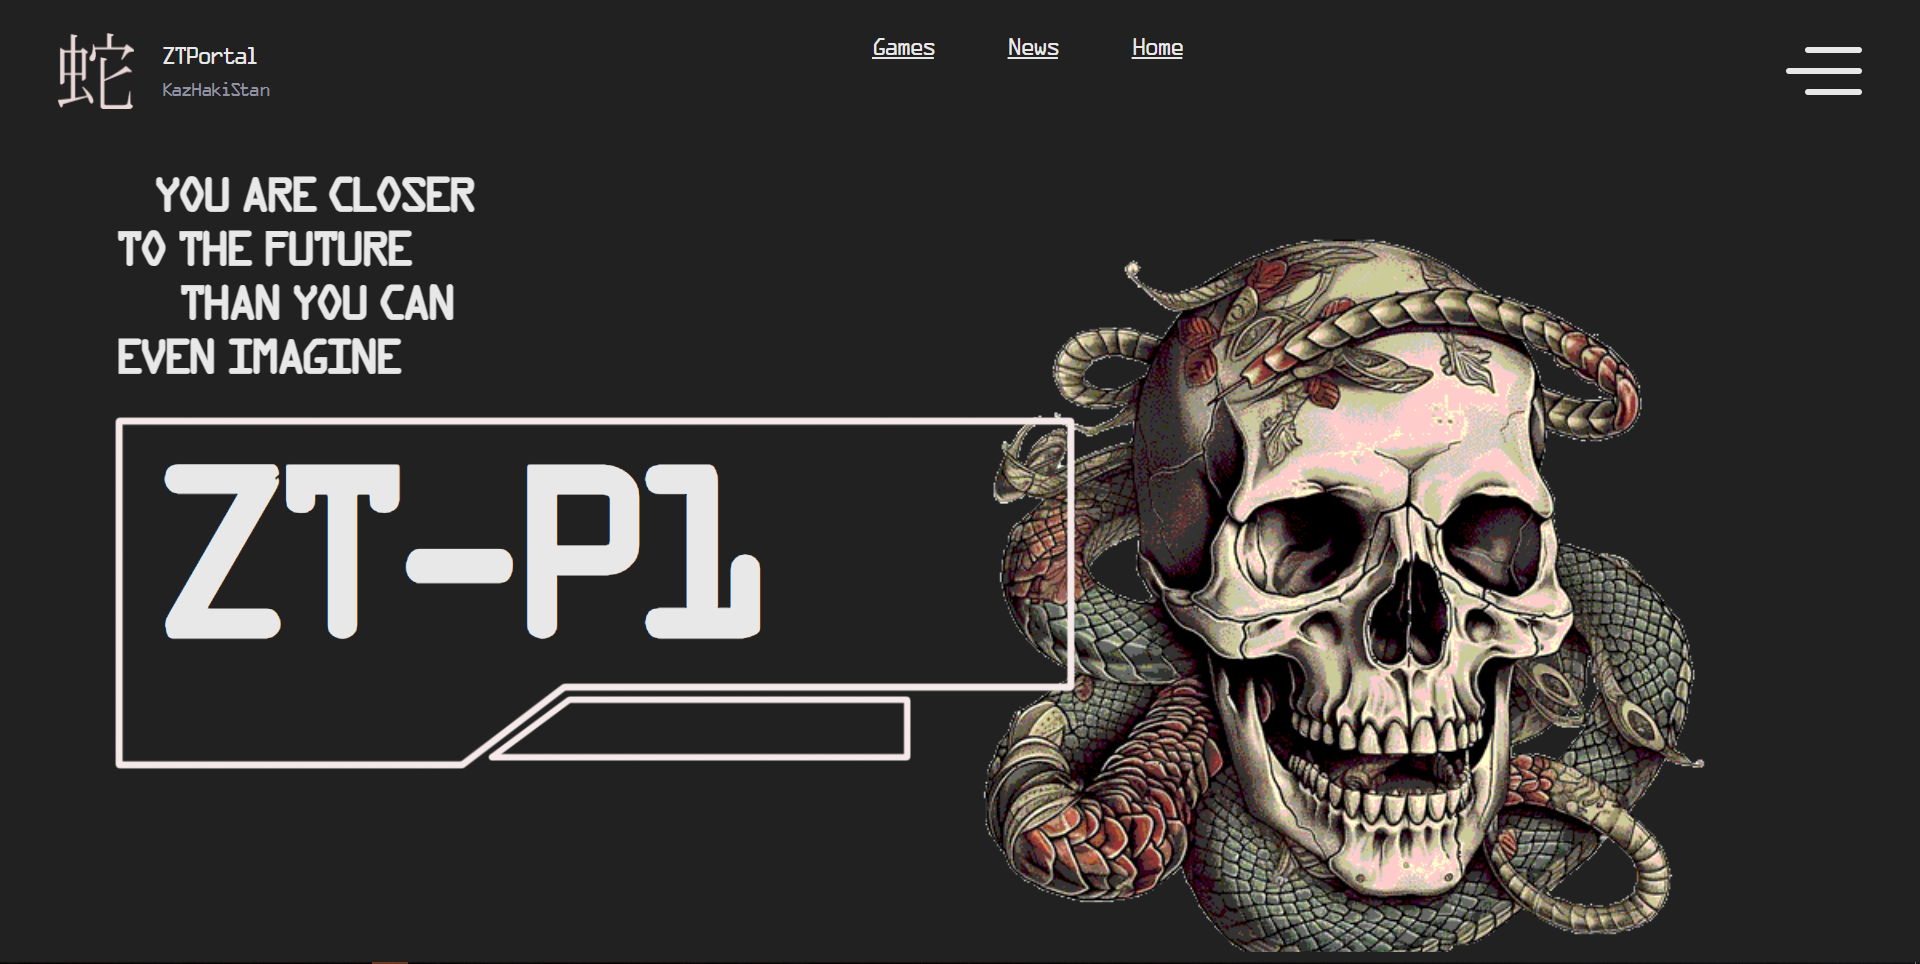 蛇
ZTPortal
KazHakiStan
Games News Home
YOU ARE CLOSER
TO THE FUTURE
THAN YOU CAN
EVEN IMAGINE
ZT-P1